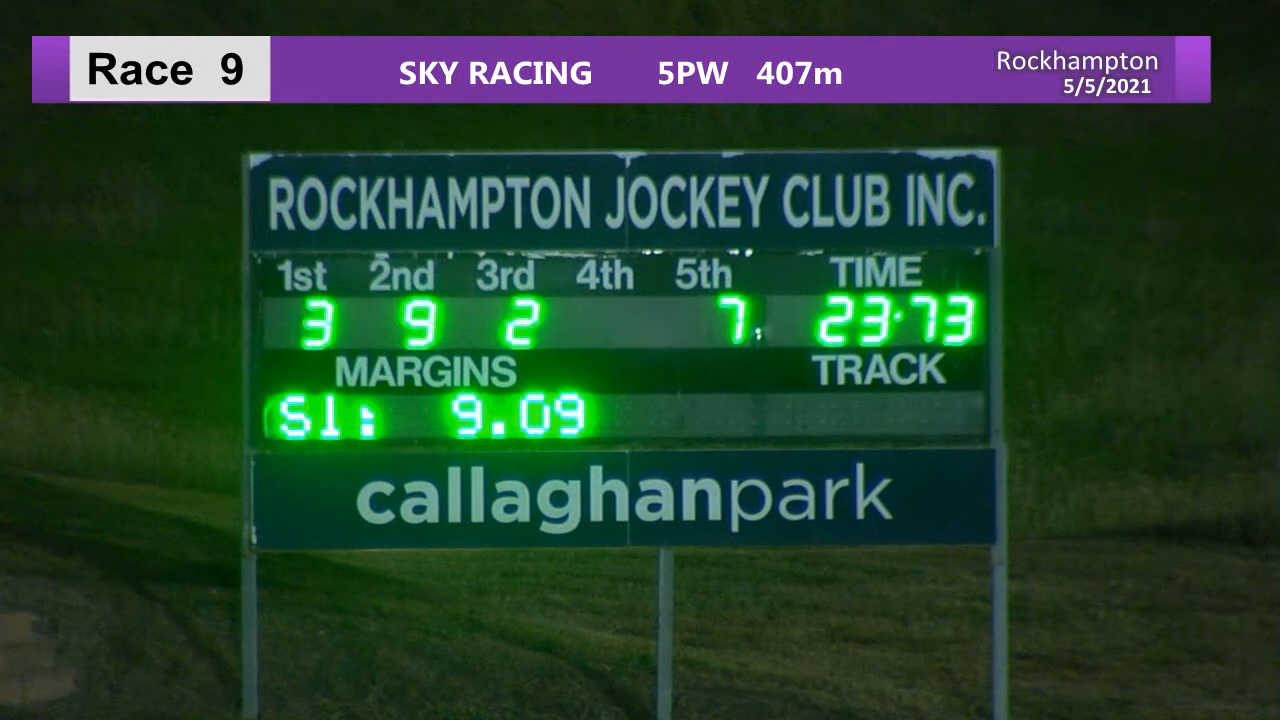 Race 9 SKY RACING 5PW 407m Rockhampton
5/5/2021
ROCKHAMPTON JOCKEY CLUB INC.
1st 2nd 3rd 4th 5th TIME
3 9 2 7 23.73
MARGINS TRACK
S1: 9.09
callaghanpark